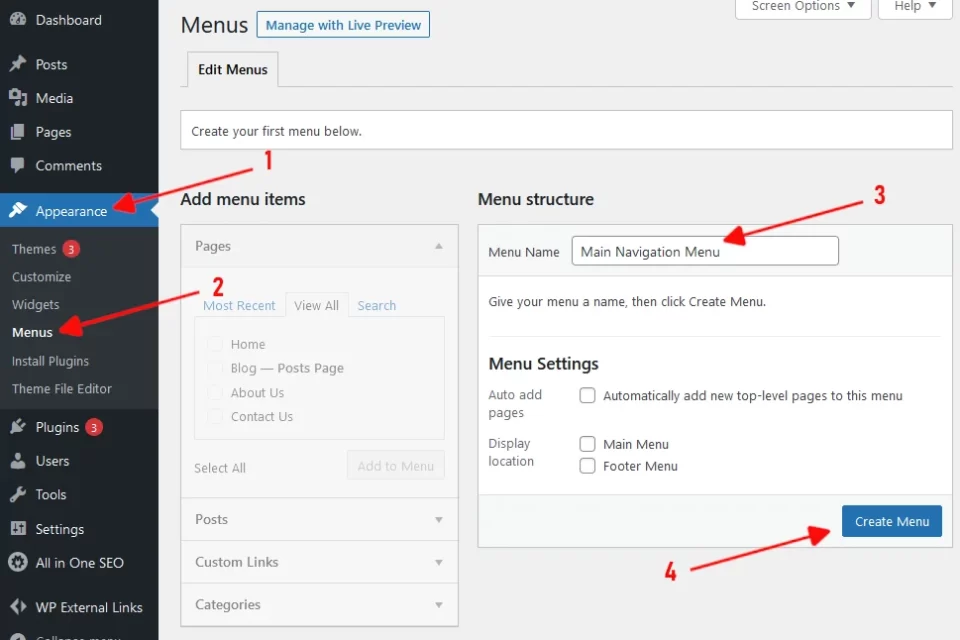 Dashboard
Posts
Media
Pages
Comments
Appearance
Themes 3
Customize
Widgets
Menus
Install Plugins
Theme File Editor
Plugins 3
Users
Tools
Settings
All in One SEO
WP External Links
Collapse menu
Menus Manage with Live Preview
Screen Options Help
Edit Menus
Create your first menu below.
1
2
3
4
Add menu items
Pages
Most Recent View All Search
Home
Blog — Posts Page
About Us
Contact Us
Select All Add to Menu
Posts
Custom Links
Categories
Menu structure
Menu Name Main Navigation Menu
Give your menu a name, then click Create Menu.
Menu Settings
Auto add
pages
Automatically add new top-level pages to this menu
Display
location
Main Menu
Footer Menu
Create Menu